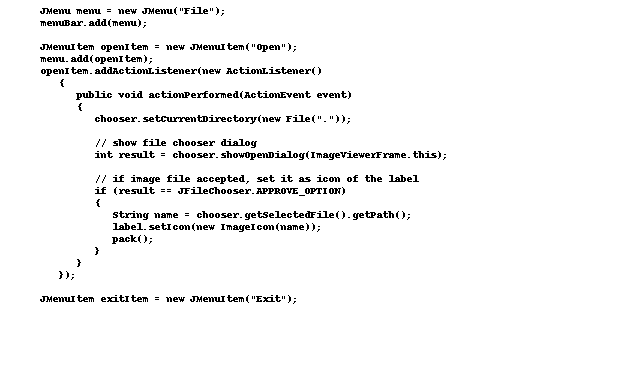 JMenu menu = new JMenu("File");
menuBar.add(menu);

JMenuItem openItem = new JMenuItem("Open");
menu.add(openItem);
openItem.addActionListener(new ActionListener()
   {
      public void actionPerformed(ActionEvent event)
      {
         chooser.setCurrentDirectory(new File("."));

         // show file chooser dialog
         int result = chooser.showOpenDialog(ImageViewerFrame.this);

         // if image file accepted, set it as icon of the label
         if (result == JFileChooser.APPROVE_OPTION)
         {
            String name = chooser.getSelectedFile().getPath();
            label.setIcon(new ImageIcon(name));
            pack();
         }
      }
   });

JMenuItem exitItem = new JMenuItem("Exit");